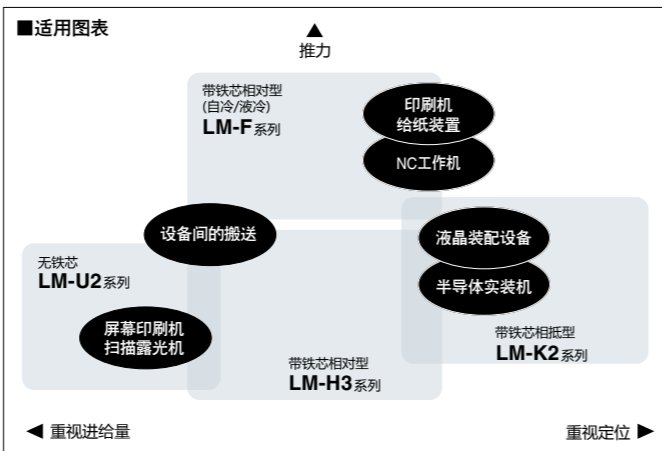 ■适用图表
▲
推力
带铁芯相对型
(自冷/液冷)
LM-F系列
印刷机
给纸装置
NC工作机
设备间的搬送
液晶装配设备
半导体实装机
无铁芯
LM-U2系列
屏幕印刷机
扫描露光机
带铁芯相抵型
LM-K2系列
带铁芯相对型
LM-H3系列
◀ 重视进给量
重视定位 ▶